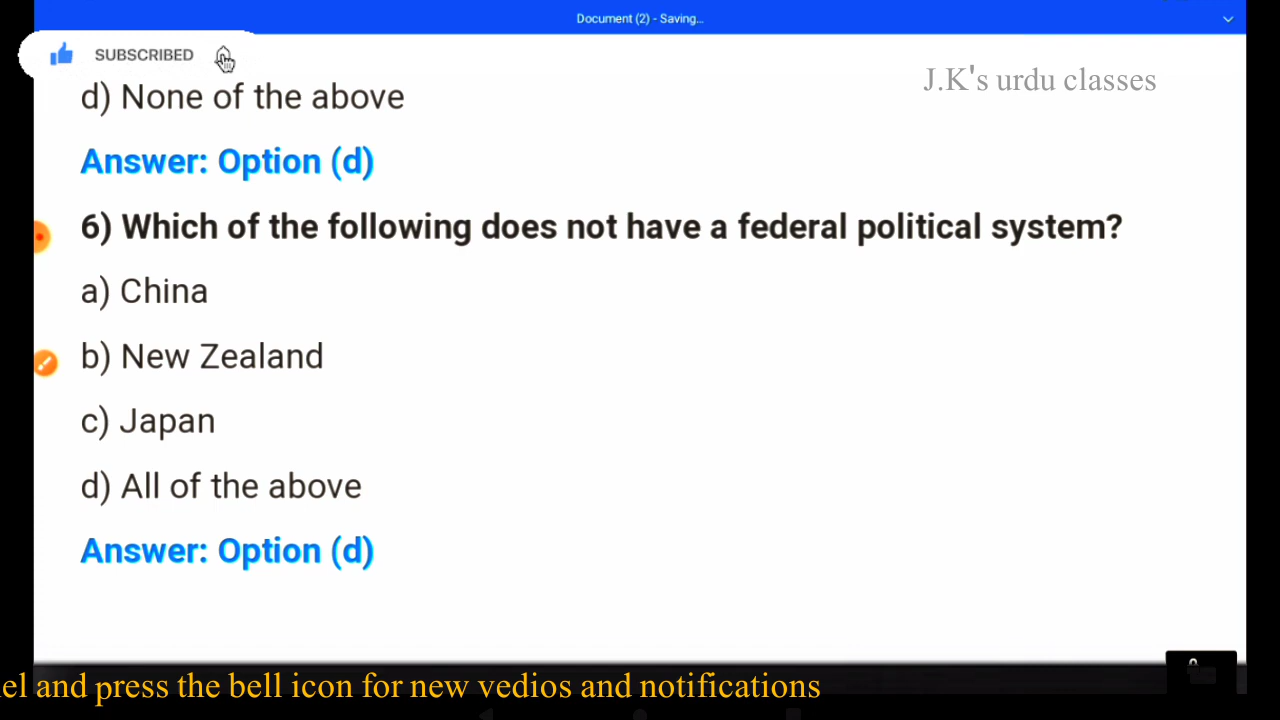 Document (2) - Saving...
SUBSCRIBED
J.K's urdu classes
d) None of the above
Answer: Option (d)
6) Which of the following does not have a federal political system?
a) China
b) New Zealand
c) Japan
d) All of the above
Answer: Option (d)
el and press the bell icon for new vedios and notifications